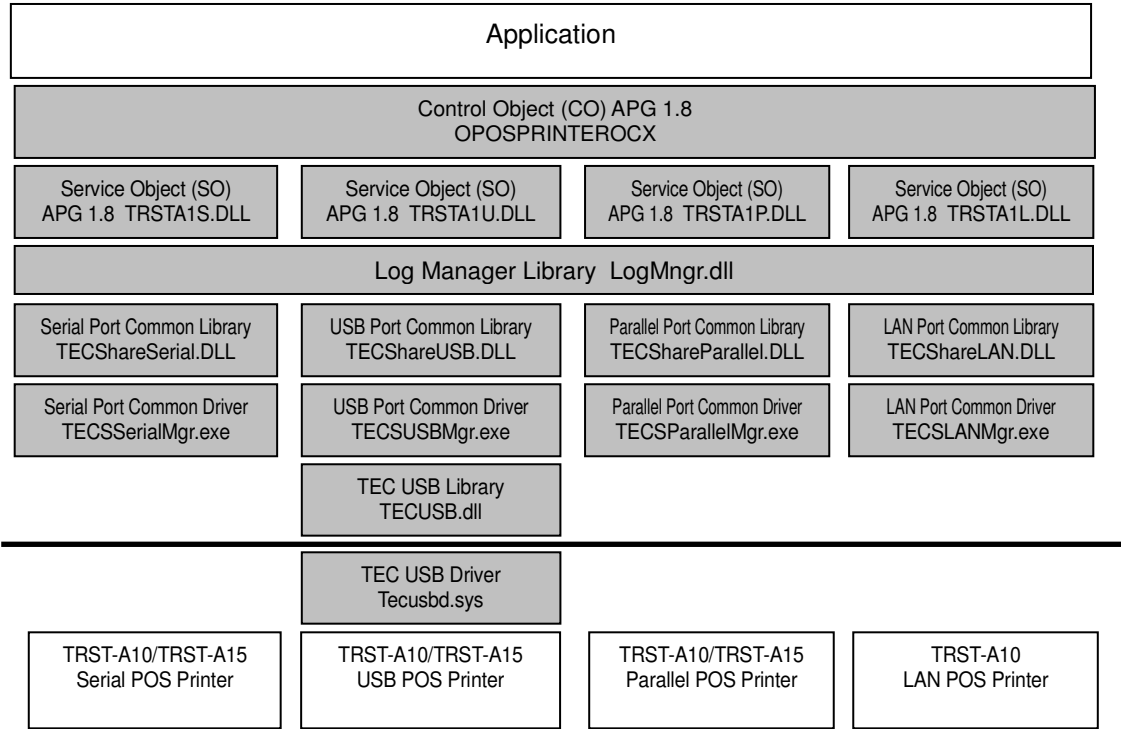 Application
Control Object (CO) APG 1.8
OPOSPRINTEROCX
Service Object (SO)
APG 1.8 TRSTA1S.DLL
Service Object (SO)
APG 1.8 TRSTA1U.DLL
Service Object (SO)
APG 1.8 TRSTA1P.DLL
Service Object (SO)
APG 1.8 TRSTA1L.DLL
Log Manager Library LogMngr.dll
Serial Port Common Library
TECShareSerial.DLL
USB Port Common Library
TECShareUSB.DLL
Parallel Port Common Library
TECShareParallel.DLL
LAN Port Common Library
TECShareLAN.DLL
Serial Port Common Driver
TECSSerialMgr.exe
USB Port Common Driver
TECSUSBMgr.exe
Parallel Port Common Driver
TECSParallelMgr.exe
LAN Port Common Driver
TECSLANMgr.exe
TEC USB Library
TECUSB.dll
TEC USB Driver
Tecusbd.sys
TRST-A10/TRST-A15
Serial POS Printer
TRST-A10/TRST-A15
USB POS Printer
TRST-A10/TRST-A15
Parallel POS Printer
TRST-A10
LAN POS Printer